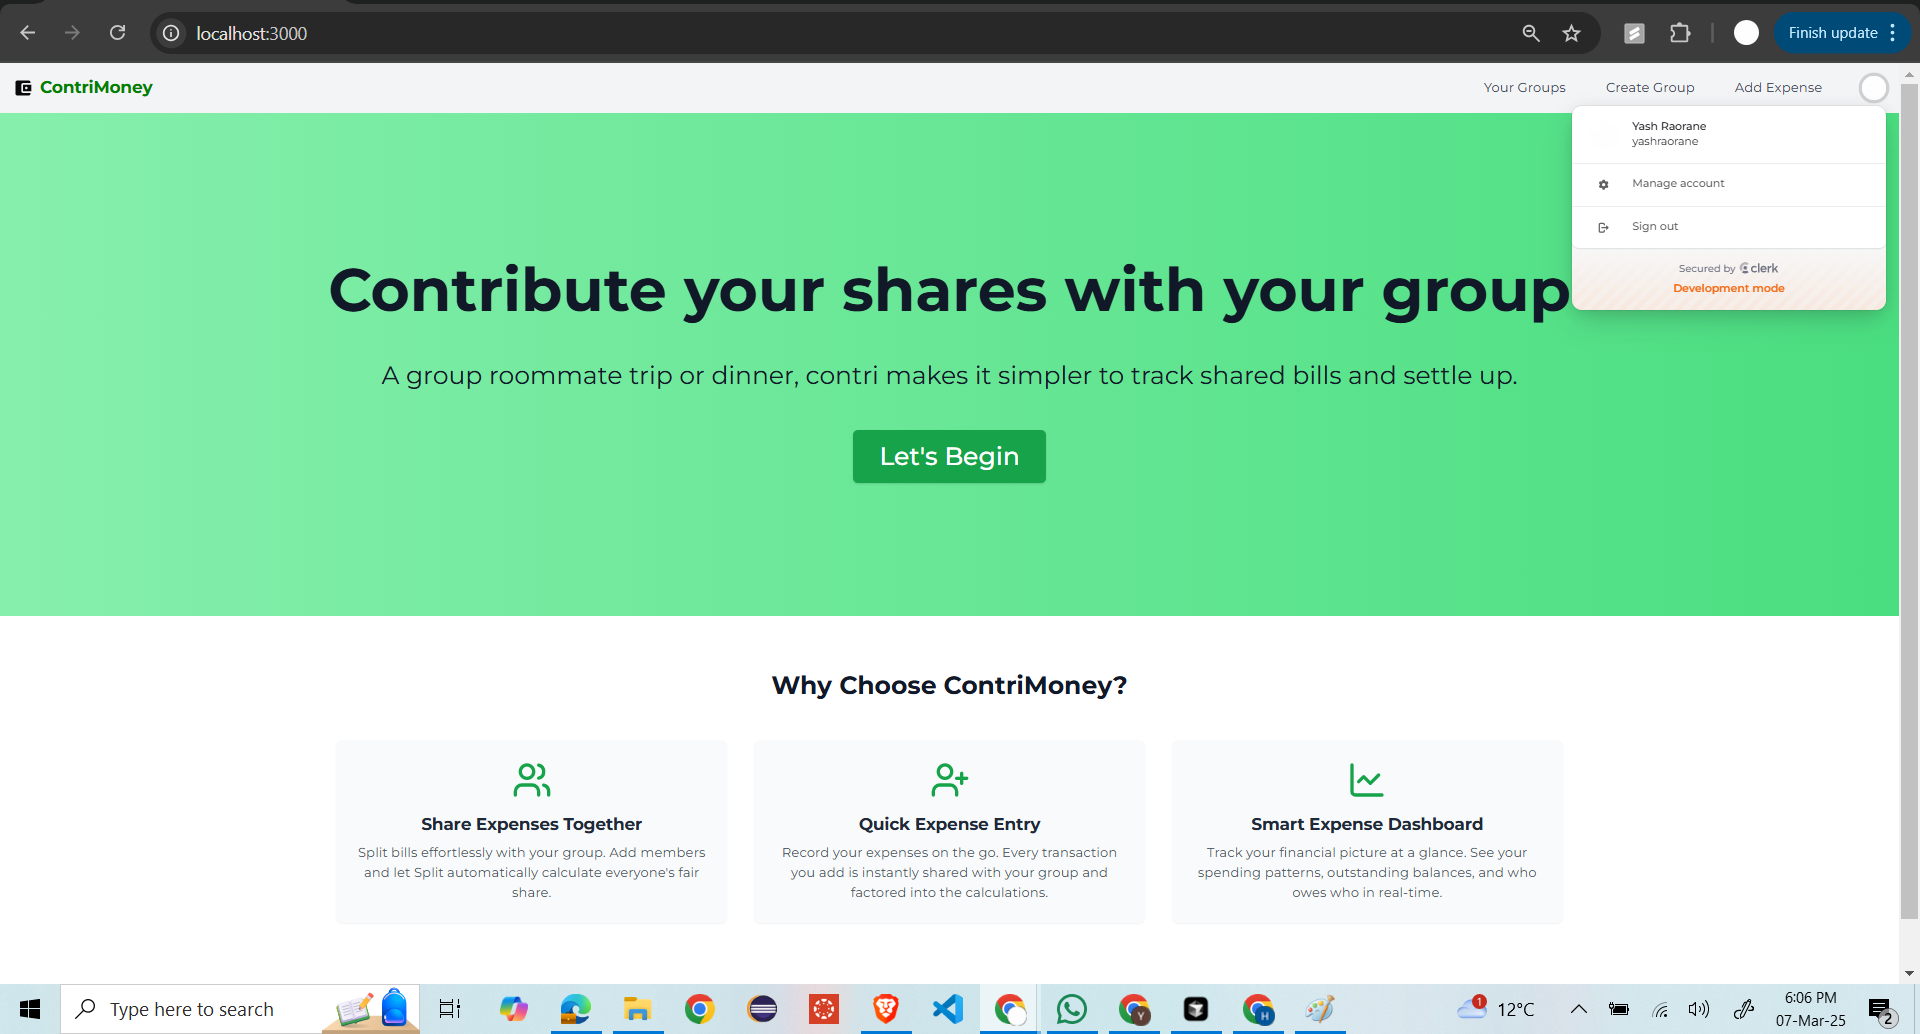 localhost:3000
Finish update
ContriMoney
Your Groups
Create Group
Add Expense
Yash Raorane
yashraorane
Manage account
Sign out
Secured by clerk
Development mode
Contribute your shares with your group
A group roommate trip or dinner, contri makes it simpler to track shared bills and settle up.
Let's Begin
Why Choose ContriMoney?
Share Expenses Together
Split bills effortlessly with your group. Add members
and let Split automatically calculate everyone's fair
share.
Quick Expense Entry
Record your expenses on the go. Every transaction
you add is instantly shared with your group and
factored into the calculations.
Smart Expense Dashboard
Track your financial picture at a glance. See your
spending patterns, outstanding balances, and who
owes who in real-time.
Type here to search
Y
H
1
12°C
6:06 PM
07-Mar-25
2